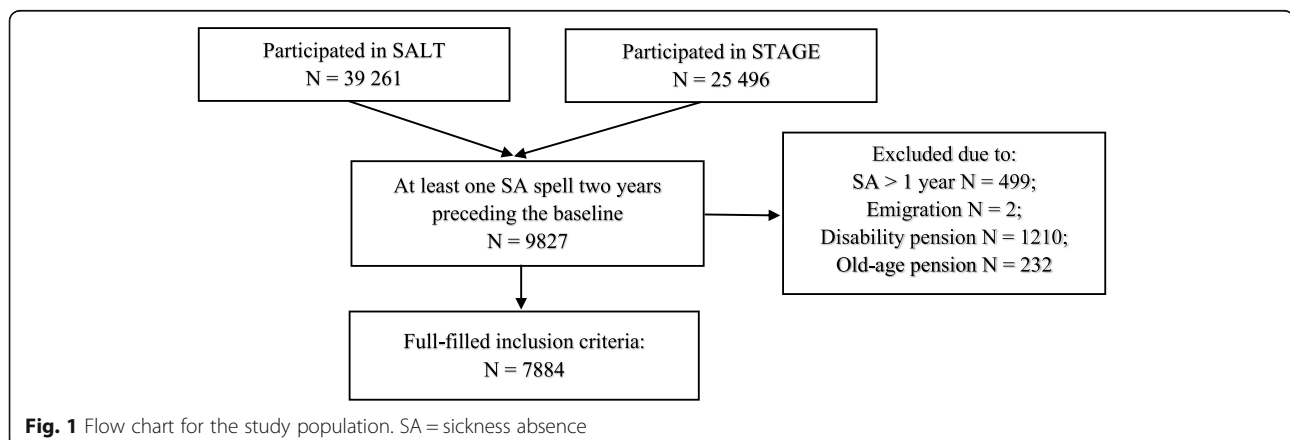 Participated in SALT
N = 39 261
Participated in STAGE
N = 25 496
At least one SA spell two years
preceding the baseline
N = 9827
Excluded due to:
SA > 1 year N = 499;
Emigration N = 2;
Disability pension N = 1210;
Old-age pension N = 232
Full-filled inclusion criteria:
N = 7884
Fig. 1 Flow chart for the study population. SA = sickness absence